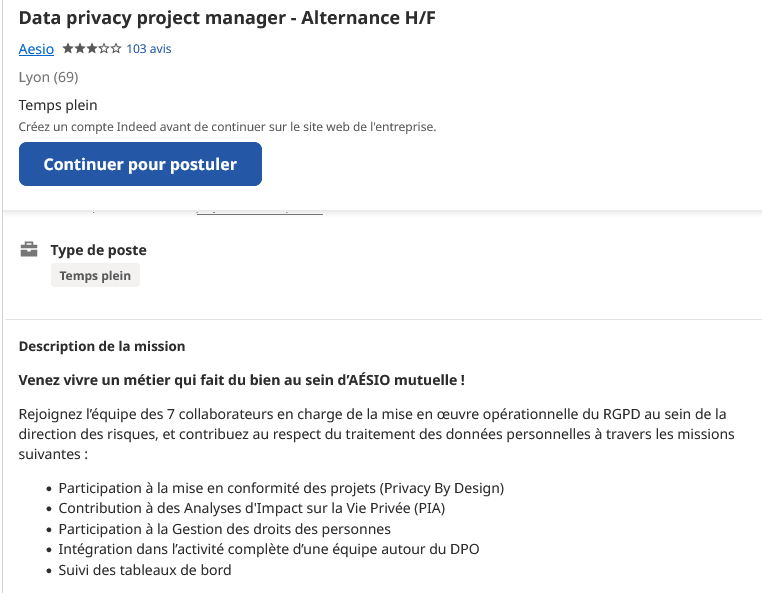 Data privacy project manager - Alternance H/F
Aesio 103 avis
Lyon (69)
Temps plein
Créez un compte Indeed avant de continuer sur le site web de l'entreprise.
Continuer pour postuler
Type de poste
Temps plein
Description de la mission
Venez vivre un métier qui fait du bien au sein d'AÉSIO mutuelle !
Rejoignez l'équipe des 7 collaborateurs en charge de la mise en œuvre opérationnelle du RGPD au sein de la
direction des risques, et contribuez au respect du traitement des données personnelles à travers les missions
suivantes :
• Participation à la mise en conformité des projets (Privacy By Design)
• Contribution à des Analyses d'Impact sur la Vie Privée (PIA)
• Participation à la Gestion des droits des personnes
• Intégration dans l'activité complète d'une équipe autour du DPO
• Suivi des tableaux de bord